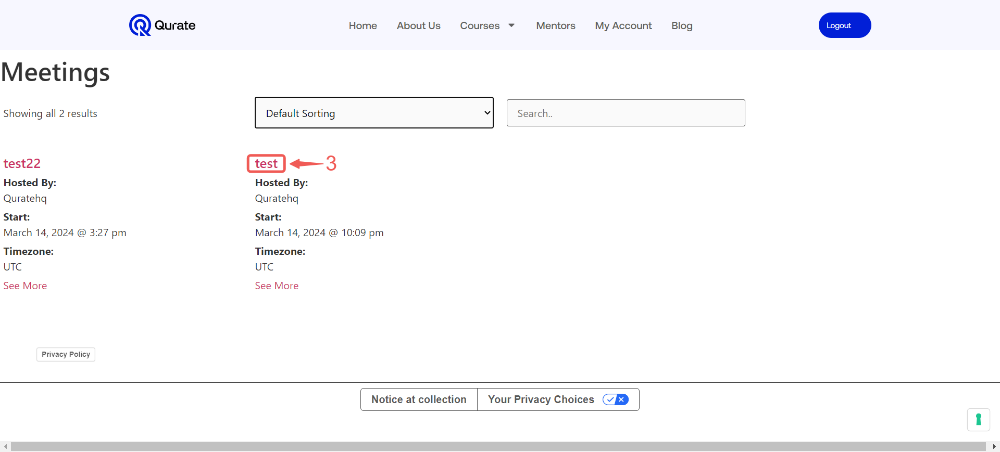 Qurate
Home About Us Courses Mentors My Account Blog
Logout
Meetings
Showing all 2 results
Default Sorting
Search..
test22
Hosted By:
Quratehq
Start:
March 14, 2024 @ 3:27 pm
Timezone:
UTC
See More
test
3
Hosted By:
Quratehq
Start:
March 14, 2024 @ 10:09 pm
Timezone:
UTC
See More
Privacy Policy
Notice at collection
Your Privacy Choices